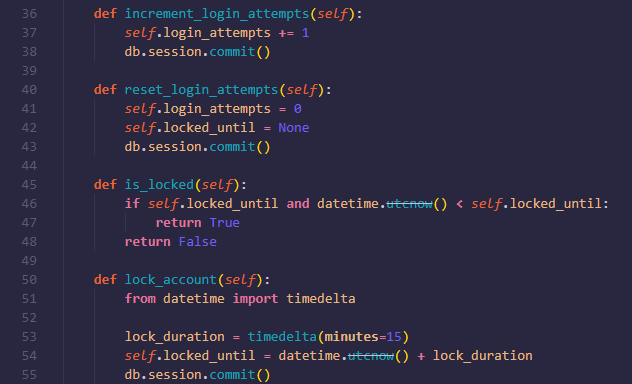 36     def increment_login_attempts(self):
37         self.login_attempts += 1
38         db.session.commit()
39
40     def reset_login_attempts(self):
41         self.login_attempts = 0
42         self.locked_until = None
43         db.session.commit()
44
45     def is_locked(self):
46         if self.locked_until and datetime.utcnow() < self.locked_until:
47             return True
48         return False
49
50     def lock_account(self):
51         from datetime import timedelta
52
53         lock_duration = timedelta(minutes=15)
54         self.locked_until = datetime.utcnow() + lock_duration
55         db.session.commit()